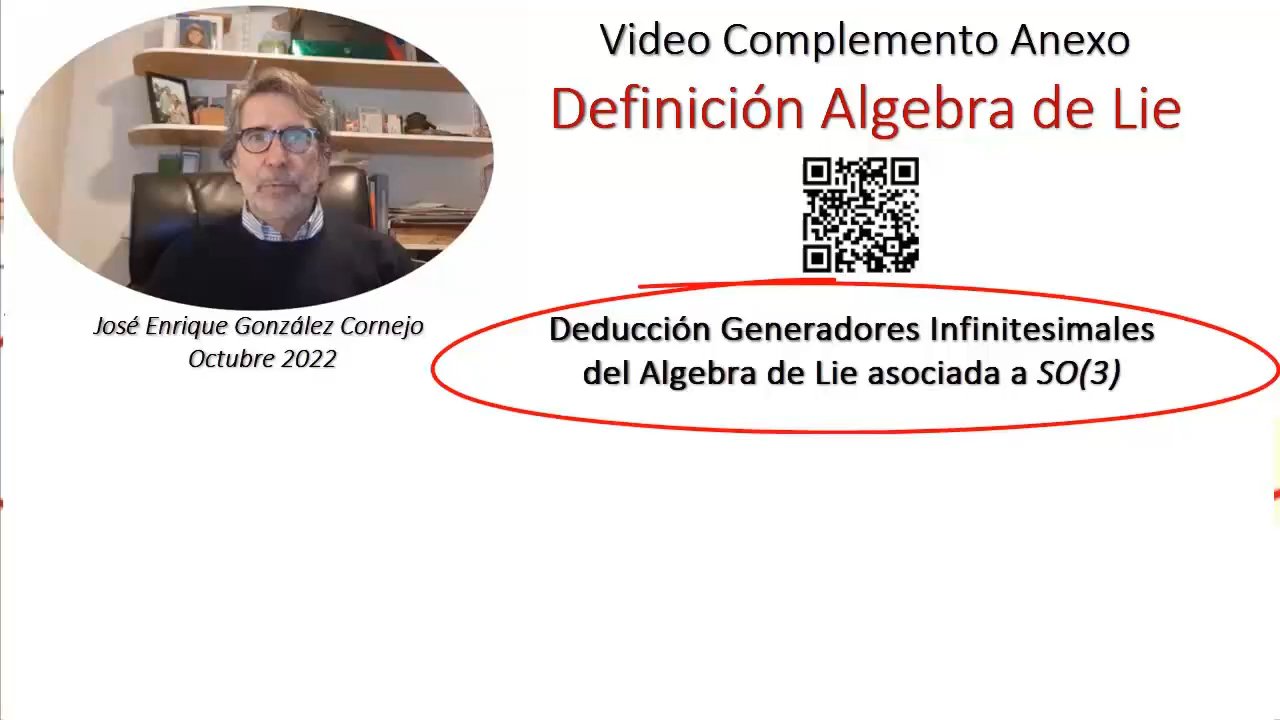 Video Complemento Anexo
Definición Algebra de Lie
José Enrique González Cornejo
Octubre 2022
Deducción Generadores Infinitesimales
del Algebra de Lie asociada a SO(3)